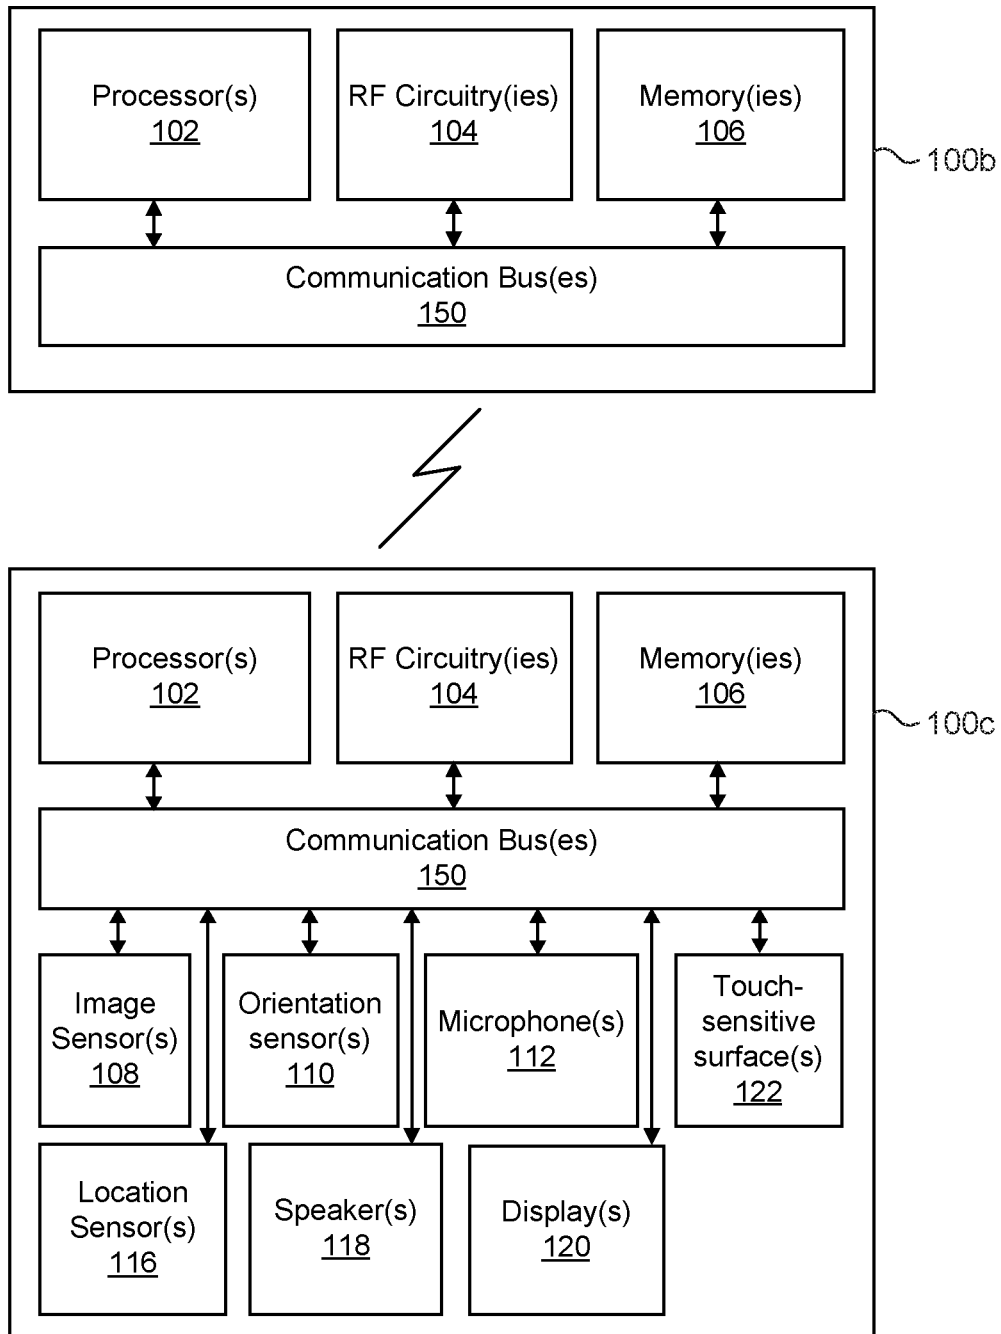 Processor(s)
102
RF Circuitry(ies)
104
Memory(ies)
106
100b
Communication Bus(es)
150
Processor(s)
102
RF Circuitry(ies)
104
Memory(ies)
106
100c
Communication Bus(es)
150
Image
Sensor(s)
108
Orientation
sensor(s)
110
Microphone(s)
112
Touch-
sensitive
surface(s)
122
Location
Sensor(s)
116
Speaker(s)
118
Display(s)
120